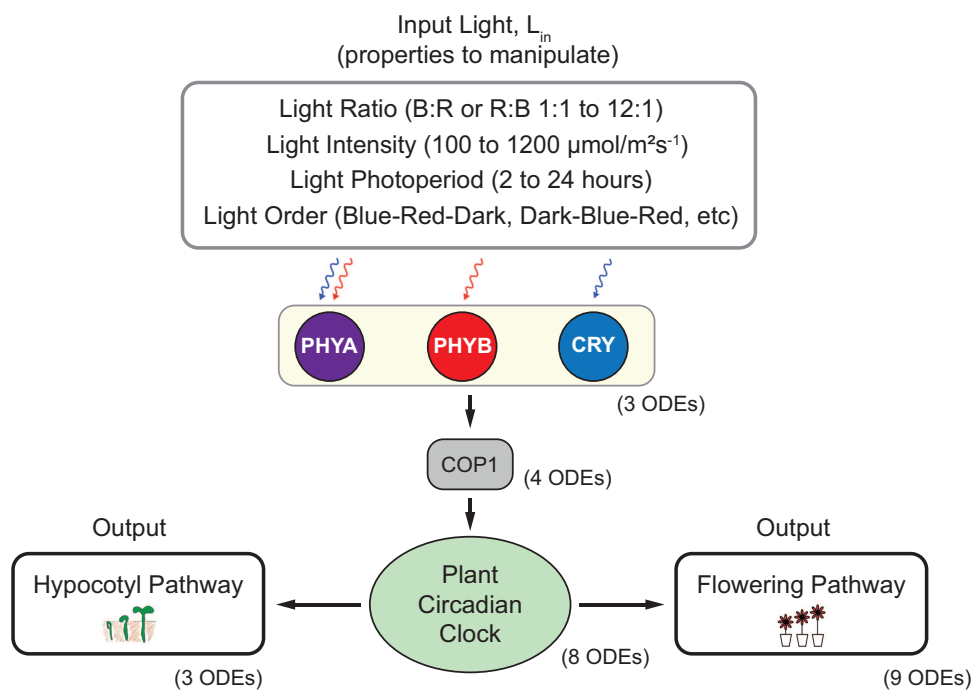 Input Light, Lin
(properties to manipulate)
Light Ratio (B:R or R:B 1:1 to 12:1)
Light Intensity (100 to 1200 µmol/m²s⁻¹)
Light Photoperiod (2 to 24 hours)
Light Order (Blue-Red-Dark, Dark-Blue-Red, etc)
PHYA
PHYB
CRY
(3 ODEs)
COP1
(4 ODEs)
Output
Hypocotyl Pathway
(3 ODEs)
Plant
Circadian
Clock
(8 ODEs)
Output
Flowering Pathway
(9 ODEs)